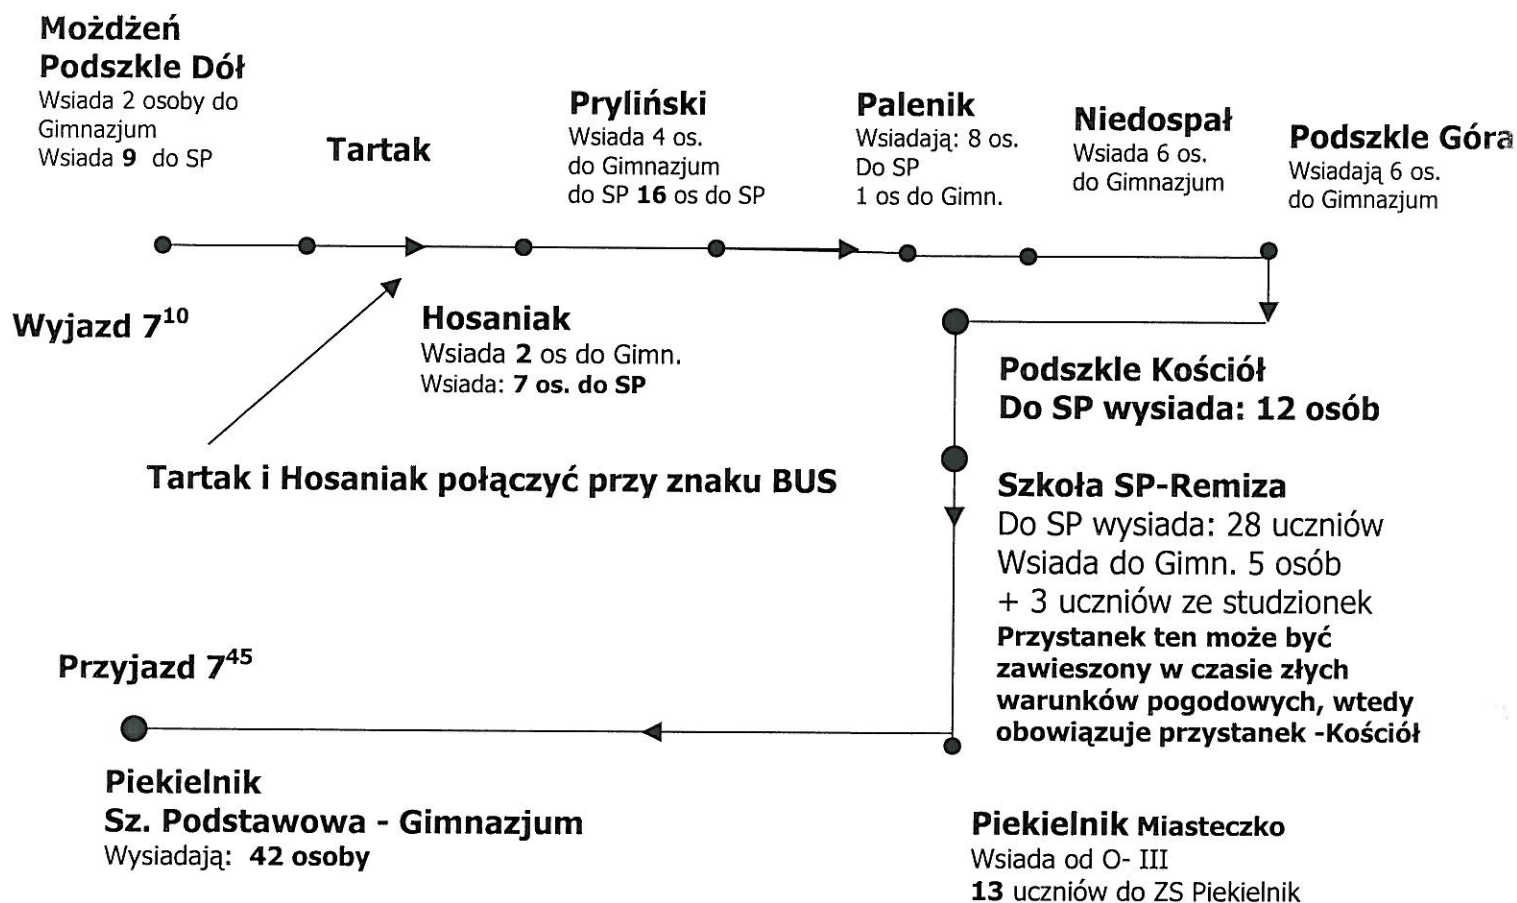 Możdżeń
Podszkle Dół
Wsiada 2 osoby do
Gimnazjum
Wsiada 9 do SP
Tartak
Pryliński
Wsiada 4 os.
do Gimnazjum
do SP 16 os do SP
Palenik
Wsiadają: 8 os.
Do SP
1 os do Gimn.
Niedospał
Wsiada 6 os.
do Gimnazjum
Podszkle Góra
Wsiadają 6 os.
do Gimnazjum
Wyjazd 7¹⁰
Hosaniak
Wsiada 2 os do Gimn.
Wsiada: 7 os. do SP
Tartak i Hosaniak połączyć przy znaku BUS
Podszkle Kościół
Do SP wysiada: 12 osób
Szkoła SP-Remiza
Do SP wysiada: 28 uczniów
Wsiada do Gimn. 5 osób
+ 3 uczniów ze studzionek
Przystanek ten może być
zawieszony w czasie złych
warunków pogodowych, wtedy
obowiązuje przystanek -Kościół
Przyjazd 7⁴⁵
Piekielnik
Sz. Podstawowa - Gimnazjum
Wysiadają: 42 osoby
Piekielnik Miasteczko
Wsiada od O- III
13 uczniów do ZS Piekielnik